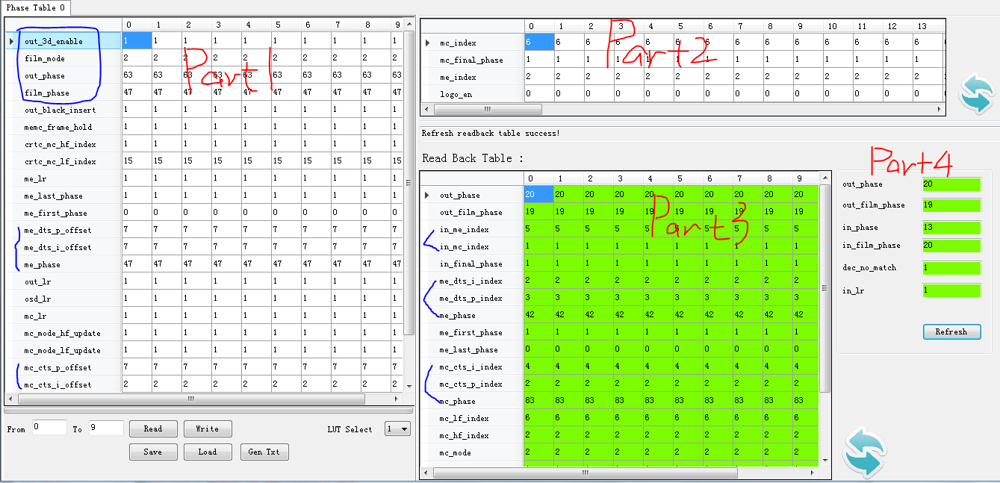 Phase Table 0
0 1 2 3 4 5 6 7 8 9
out_3d_enable 1 1 1 1 1 1 1 1 1 1
film_mode 2 2 2 2 2 2 2 2 2 2
out_phase 63 63 63 63 63 63 63 63 63 63
film_phase 47 47 47 47 47 47 47 47 47 47
out_black_insert 1 1 1 1 1 1 1 1 1 1
memc_frame_hold 1 1 1 1 1 1 1 1 1 1
crtc_mc_hf_index 1 1 1 1 1 1 1 1 1 1
crtc_mc_lf_index 15 15 15 15 15 15 15 15 15 15
me_lr 1 1 1 1 1 1 1 1 1 1
me_last_phase 1 1 1 1 1 1 1 1 1 1
me_first_phase 0 0 0 0 0 0 0 0 0 0
me_dts_p_offset 7 7 7 7 7 7 7 7 7 7
me_dts_i_offset 7 7 7 7 7 7 7 7 7 7
me_phase 47 47 47 47 47 47 47 47 47 47
out_lr 1 1 1 1 1 1 1 1 1 1
osd_lr 1 1 1 1 1 1 1 1 1 1
mc_lr 1 1 1 1 1 1 1 1 1 1
mc_mode_hf_update 1 1 1 1 1 1 1 1 1 1
mc_mode_lf_update 1 1 1 1 1 1 1 1 1 1
mc_cts_p_offset 7 7 7 7 7 7 7 7 7 7
mc_cts_i_offset 2 2 2 2 2 2 2 2 2 2
Part1
From 0 To 9 Read Write LUT Select 1
Save Load Gen Txt
0 1 2 3 4 5 6 7 8 9 10 11 12 13
mc_index 6 6 6 6 6 6 6 6 6 6 6 6 6 6
mc_final_phase 1 1 1 1 1 1 1 1 1 1 1 1 1 1
me_index 2 2 2 2 2 2 2 2 2 2 2 2 2 2
logo_en 0 0 0 0 0 0 0 0 0 0 0 0 0 0
Part2
Refresh readback table success!
Read Back Table :
0 1 2 3 4 5 6 7 8 9
out_phase 20 20 20 20 20 20 20 20 20 20
out_film_phase 19 19 19 19 19 19 19 19 19 19
in_me_index 5 5 5 5 5 5 5 5 5 5
in_mc_index 1 1 1 1 1 1 1 1 1 1
in_final_phase 1 1 1 1 1 1 1 1 1 1
me_dts_i_index 2 2 2 2 2 2 2 2 2 2
me_dts_p_index 3 3 3 3 3 3 3 3 3 3
me_phase 42 42 42 42 42 42 42 42 42 42
me_first_phase 1 1 1 1 1 1 1 1 1 1
me_last_phase 0 0 0 0 0 0 0 0 0 0
mc_cts_i_index 4 4 4 4 4 4 4 4 4 4
mc_cts_p_index 2 2 2 2 2 2 2 2 2 2
mc_phase 83 83 83 83 83 83 83 83 83 83
mc_lf_index 6 6 6 6 6 6 6 6 6 6
mc_hf_index 2 2 2 2 2 2 2 2 2 2
mc_mode 2 2 2 2 2 2 2 2 2 2
Part3
Part4
out_phase 20
out_film_phase 19
in_phase 13
in_film_phase 20
dec_no_match 1
in_lr 1
Refresh